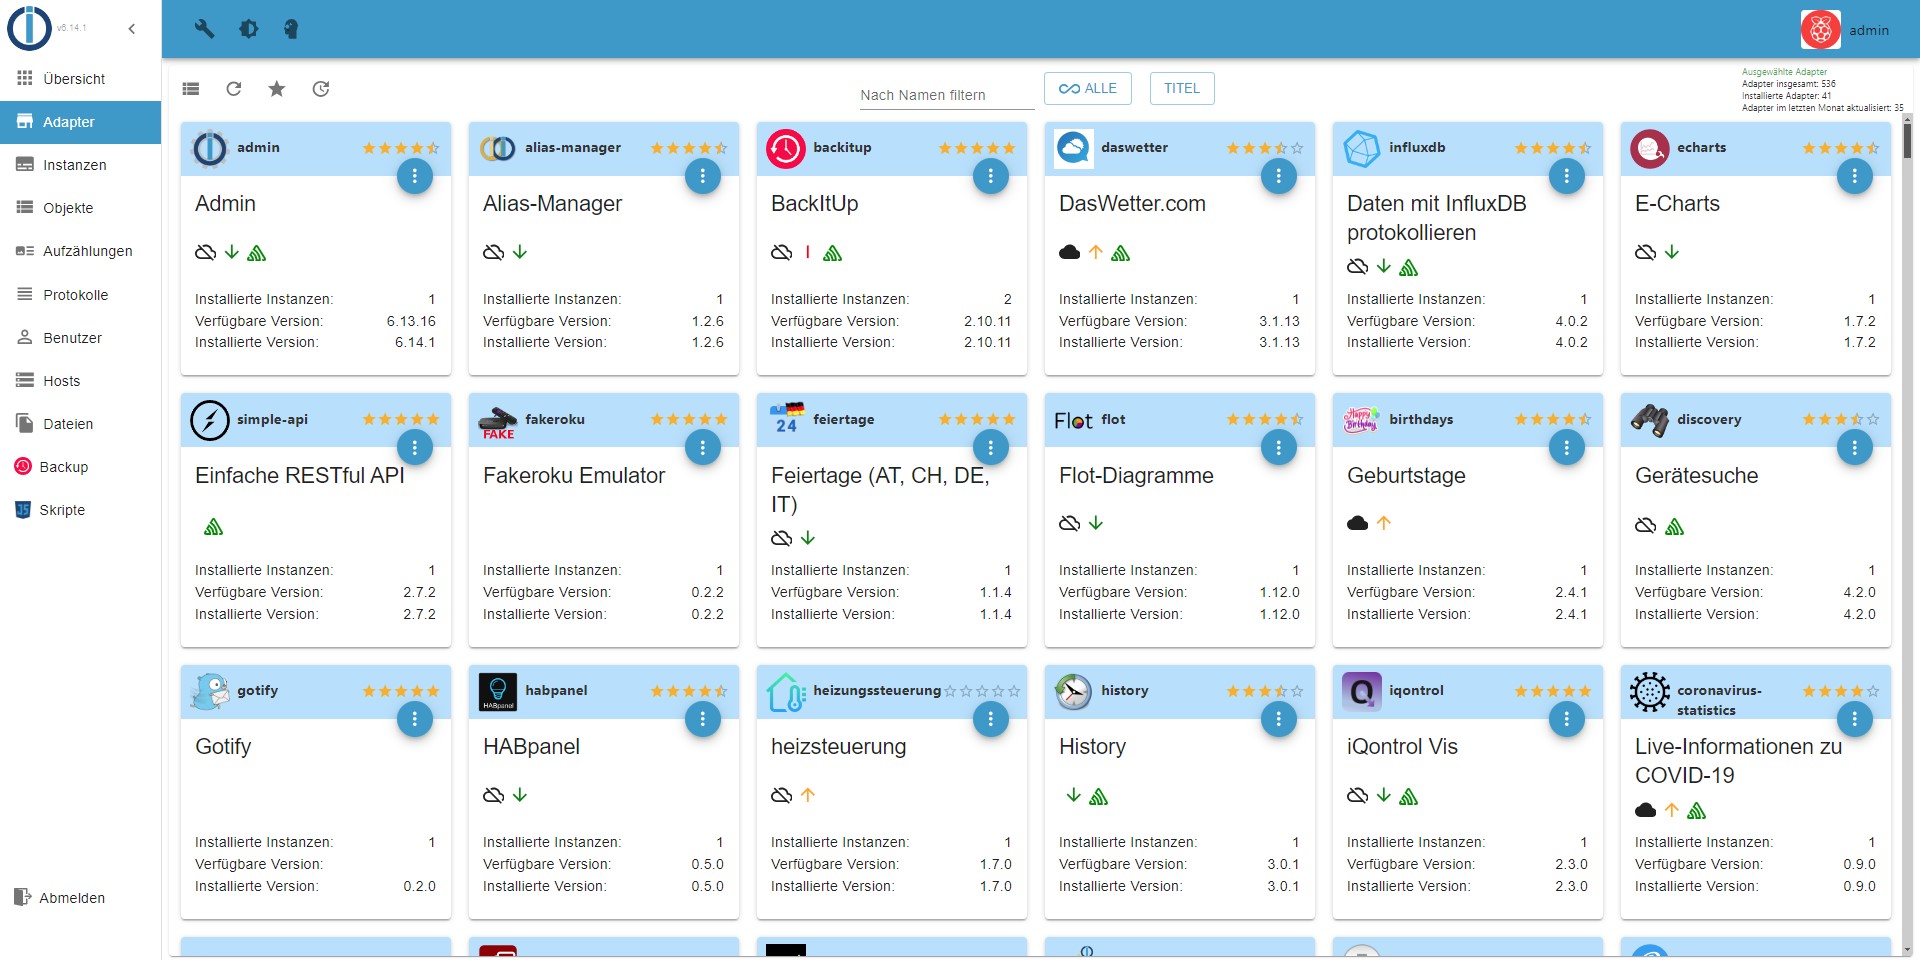 v6.14.1
Übersicht
Adapter
Instanzen
Objekte
Aufzählungen
Protokolle
Benutzer
Hosts
Dateien
Backup
Skripte
Abmelden
admin
Nach Namen filtern
ALLE
TITEL
Ausgewählte Adapter
Adapter insgesamt: 536
Installierte Adapter: 41
Adapter im letzten Monat aktualisiert: 35
admin
Admin
Installierte Instanzen: 1
Verfügbare Version: 6.13.16
Installierte Version: 6.14.1
alias-manager
Alias-Manager
Installierte Instanzen: 1
Verfügbare Version: 1.2.6
Installierte Version: 1.2.6
backitup
BackItUp
Installierte Instanzen: 2
Verfügbare Version: 2.10.11
Installierte Version: 2.10.11
daswetter
DasWetter.com
Installierte Instanzen: 1
Verfügbare Version: 3.1.13
Installierte Version: 3.1.13
influxdb
Daten mit InfluxDB
protokollieren
Installierte Instanzen: 1
Verfügbare Version: 4.0.2
Installierte Version: 4.0.2
echarts
E-Charts
Installierte Instanzen: 1
Verfügbare Version: 1.7.2
Installierte Version: 1.7.2
simple-api
Einfache RESTful API
Installierte Instanzen: 1
Verfügbare Version: 2.7.2
Installierte Version: 2.7.2
FAKE
fakeroku
Fakeroku Emulator
Installierte Instanzen: 1
Verfügbare Version: 0.2.2
Installierte Version: 0.2.2
24
feiertage
Feiertage (AT, CH, DE,
IT)
Installierte Instanzen: 1
Verfügbare Version: 1.1.4
Installierte Version: 1.1.4
Flot
flot
Flot-Diagramme
Installierte Instanzen: 1
Verfügbare Version: 1.12.0
Installierte Version: 1.12.0
Happy
Birthday
birthdays
Geburtstage
Installierte Instanzen: 1
Verfügbare Version: 2.4.1
Installierte Version: 2.4.1
discovery
Gerätesuche
Installierte Instanzen: 1
Verfügbare Version: 4.2.0
Installierte Version: 4.2.0
gotify
Gotify
Installierte Instanzen: 1
Verfügbare Version:
Installierte Version: 0.2.0
HABpanel
habpanel
HABpanel
Installierte Instanzen: 1
Verfügbare Version: 0.5.0
Installierte Version: 0.5.0
heizungssteuerung
heizsteuerung
Installierte Instanzen: 1
Verfügbare Version: 1.7.0
Installierte Version: 1.7.0
history
History
Installierte Instanzen: 1
Verfügbare Version: 3.0.1
Installierte Version: 3.0.1
Q
iqontrol
iQontrol Vis
Installierte Instanzen: 1
Verfügbare Version: 2.3.0
Installierte Version: 2.3.0
coronavirus-
statistics
Live-Informationen zu
COVID-19
Installierte Instanzen: 1
Verfügbare Version: 0.9.0
Installierte Version: 0.9.0